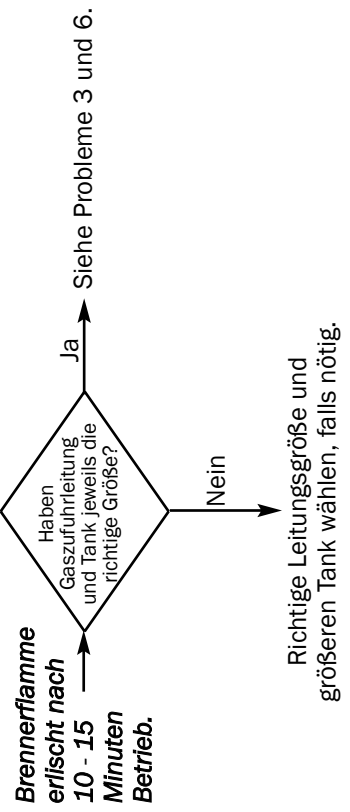 Brennerflamme
erlischt nach
10 - 15
Minuten
Betrieb.
Haben
Gaszufuhrleitung
und Tank jeweils die
richtige Größe?
Ja
Siehe Probleme 3 und 6.
Nein
Richtige Leitungsgröße und
größeren Tank wählen, falls nötig.